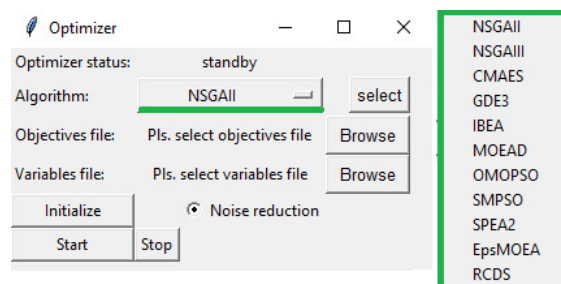 Optimizer
Optimizer status: standby
Algorithm: NSGAII select
Objectives file: Pls. select objectives file Browse
Variables file: Pls. select variables file Browse
Initialize Noise reduction
Start Stop
NSGAII
NSGAIII
CMAES
GDE3
IBEA
MOEAD
OMOPSO
SMPSO
SPEA2
EpsMOEA
RCDS